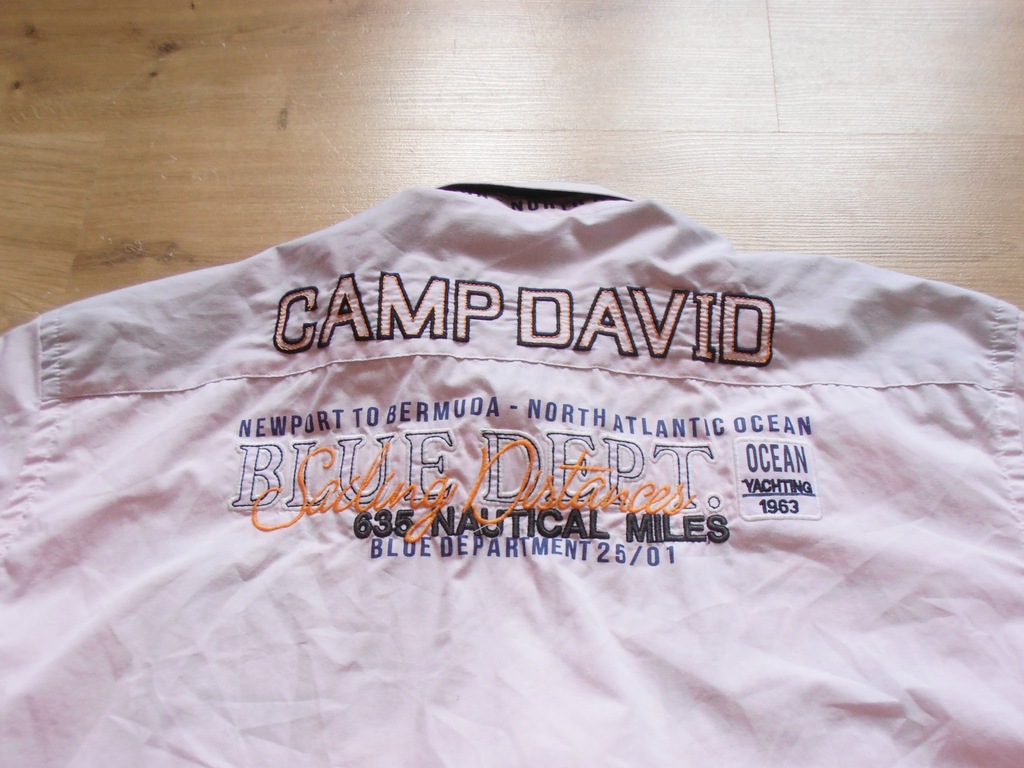 CAMP DAVID
NEWPORT TO BERMUDA - NORTH ATLANTIC OCEAN
BLUE DEPT.
Sailing Distances
635 NAUTICAL MILES
BLUE DEPARTMENT 25/01
OCEAN
YACHTING
1963